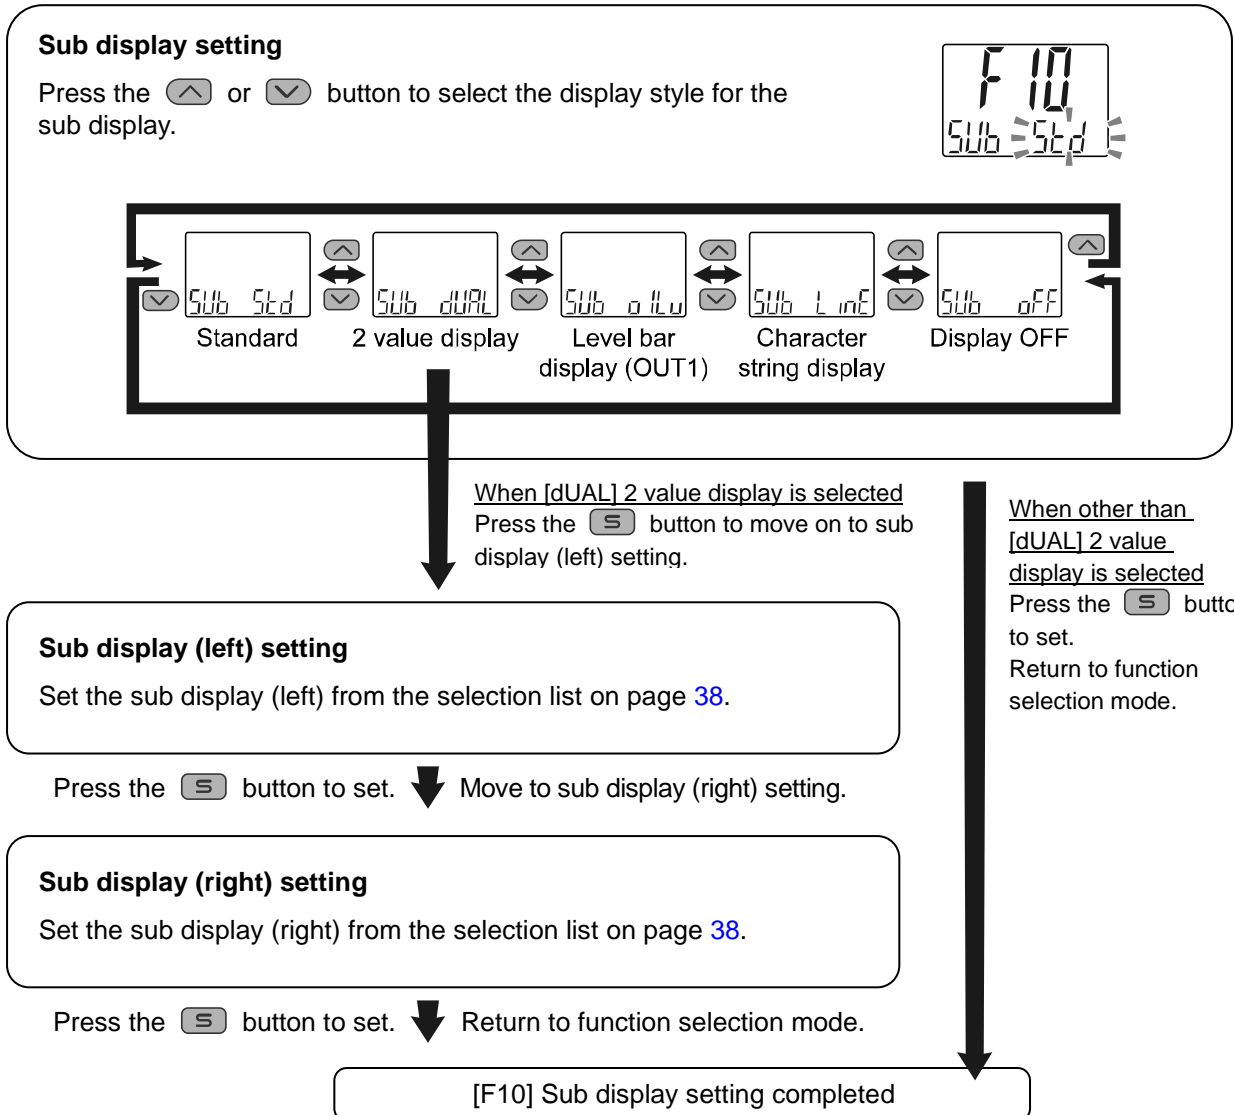 Sub display setting
Press the or button to select the display style for the
sub display.
F10
SUb Std
SUb Std
SUb dUAL
SUb o1Lv
SUb LinE
SUb oFF
Standard
2 value display
Level bar
display (OUT1)
Character
string display
Display OFF
When [dUAL] 2 value display is selected
Press the S button to move on to sub
display (left) setting.
When other than
[dUAL] 2 value
display is selected
Press the S butto
to set.
Return to function
selection mode.
Sub display (left) setting
Set the sub display (left) from the selection list on page 38.
Press the S button to set. Move to sub display (right) setting.
Sub display (right) setting
Set the sub display (right) from the selection list on page 38.
Press the S button to set. Return to function selection mode.
[F10] Sub display setting completed